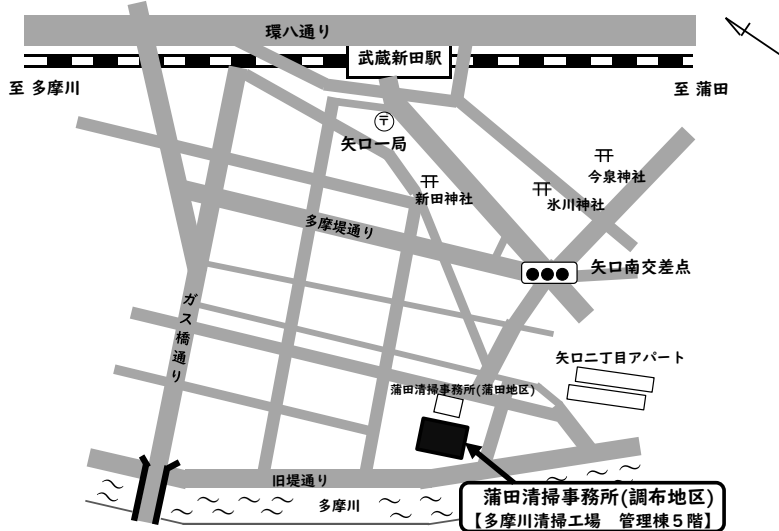 環八通り
武蔵新田駅
至 多摩川
至 蒲田
〒
矢口一局
今泉神社
新田神社
氷川神社
多摩堤通り
矢口南交差点
ガス橋通り
矢口二丁目アパート
蒲田清掃事務所(蒲田地区)
旧堤通り
多摩川
蒲田清掃事務所(調布地区)
【多摩川清掃工場　管理棟５階】